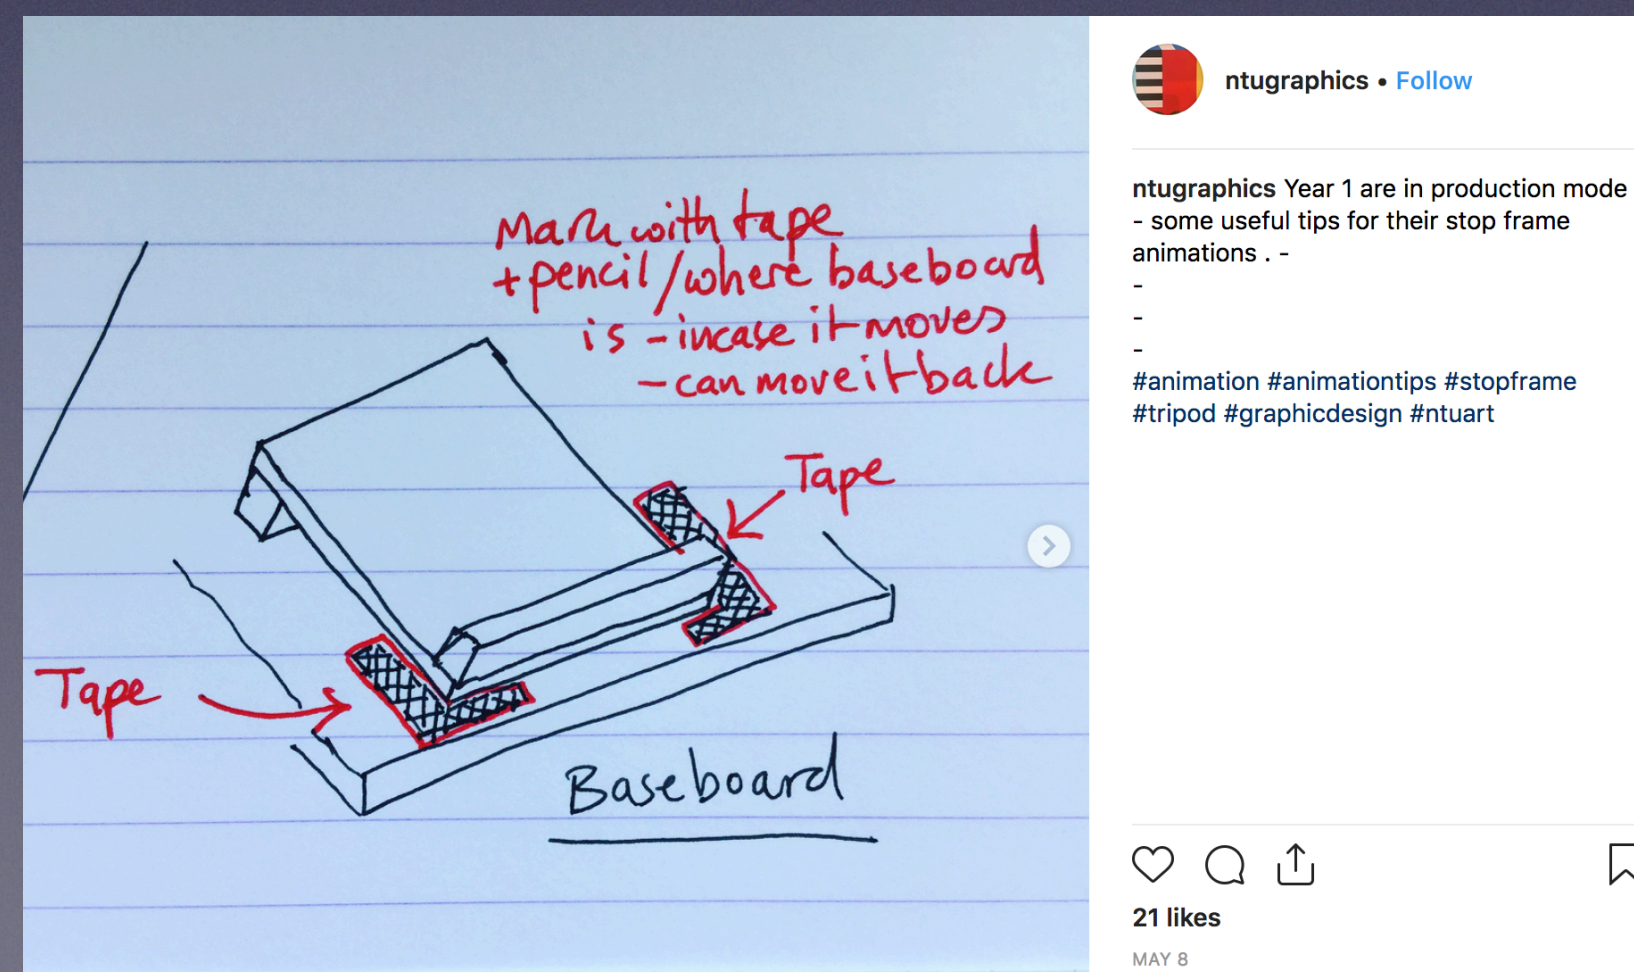 Mark with tape
+ pencil / where baseboard
is - incase it moves
- can move it back
Tape
Tape
Baseboard
ntugraphics • Follow
ntugraphics Year 1 are in production mode
- some useful tips for their stop frame
animations . -
-
-
-
#animation #animationtips #stopframe
#tripod #graphicdesign #ntuart
21 likes
MAY 8